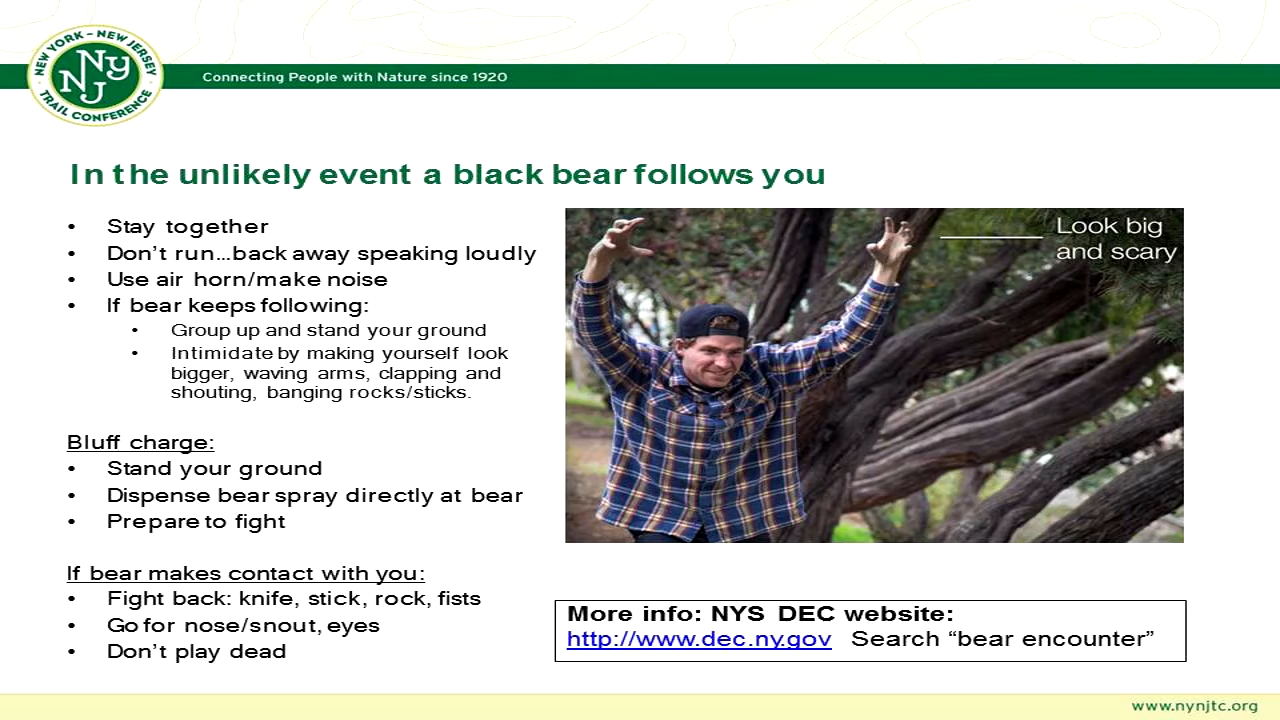 NEW YORK – NEW JERSEY
NY
NJ
TRAIL CONFERENCE
Connecting People with Nature since 1920
In the unlikely event a black bear follows you
• Stay together
• Don't run…back away speaking loudly
• Use air horn/make noise
• If bear keeps following:
• Group up and stand your ground
• Intimidate by making yourself look
bigger, waving arms, clapping and
shouting, banging rocks/sticks.
Bluff charge:
• Stand your ground
• Dispense bear spray directly at bear
• Prepare to fight
If bear makes contact with you:
• Fight back: knife, stick, rock, fists
• Go for nose/snout, eyes
• Don't play dead
Look big
and scary
More info: NYS DEC website:
http://www.dec.ny.gov Search “bear encounter”
www.nynjtc.org